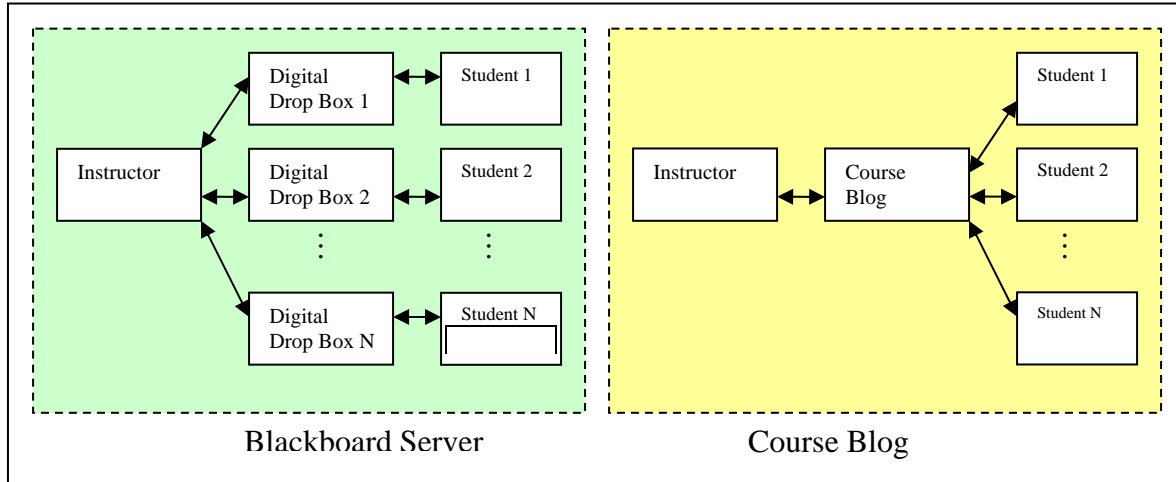 Digital
Drop Box 1
Student 1
Instructor
Digital
Drop Box 2
Student 2
Digital
Drop Box N
Student N
Blackboard Server
Student 1
Instructor
Course
Blog
Student 2
Student N
Course Blog